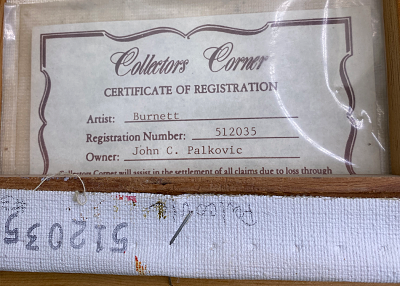 Collectors Corner
CERTIFICATE OF REGISTRATION
Artist: Burnett
Registration Number: 512035
Owner: John C. Palkovic
Collectors Corner will assist in the settlement of all claims due to loss through
512035